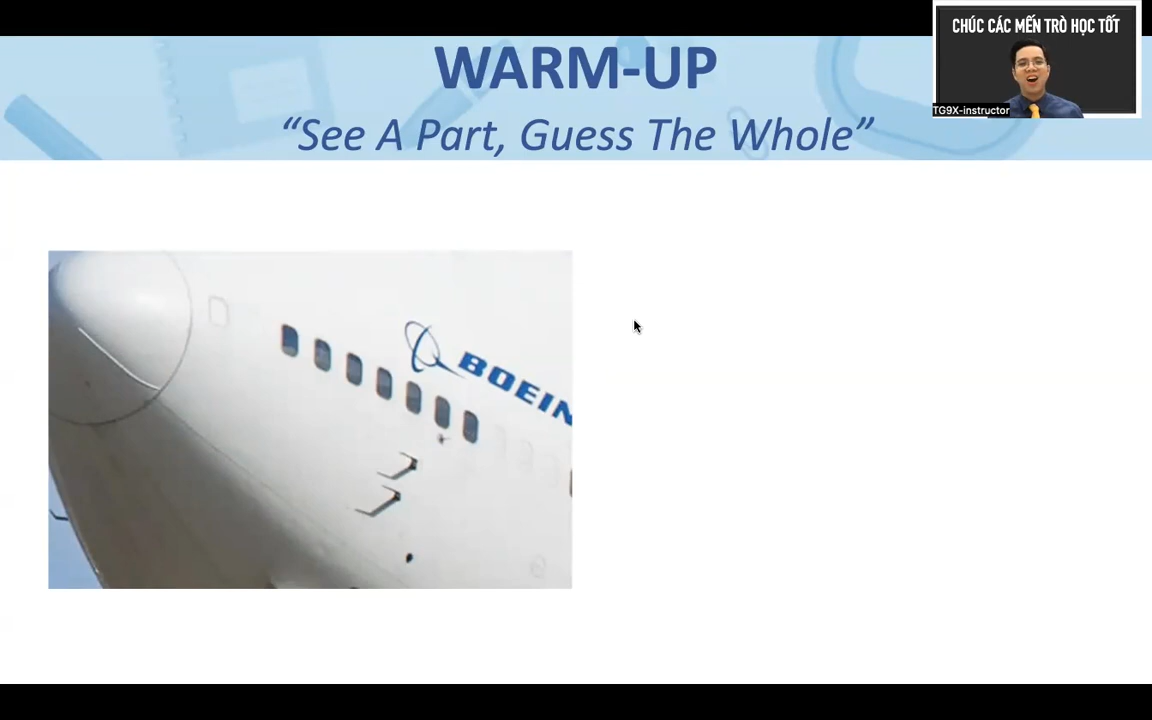 WARM-UP
“See A Part, Guess The Whole”
CHÚC CÁC MẾN TRÒ HỌC TỐT
TG9X-instructor
BOEIN